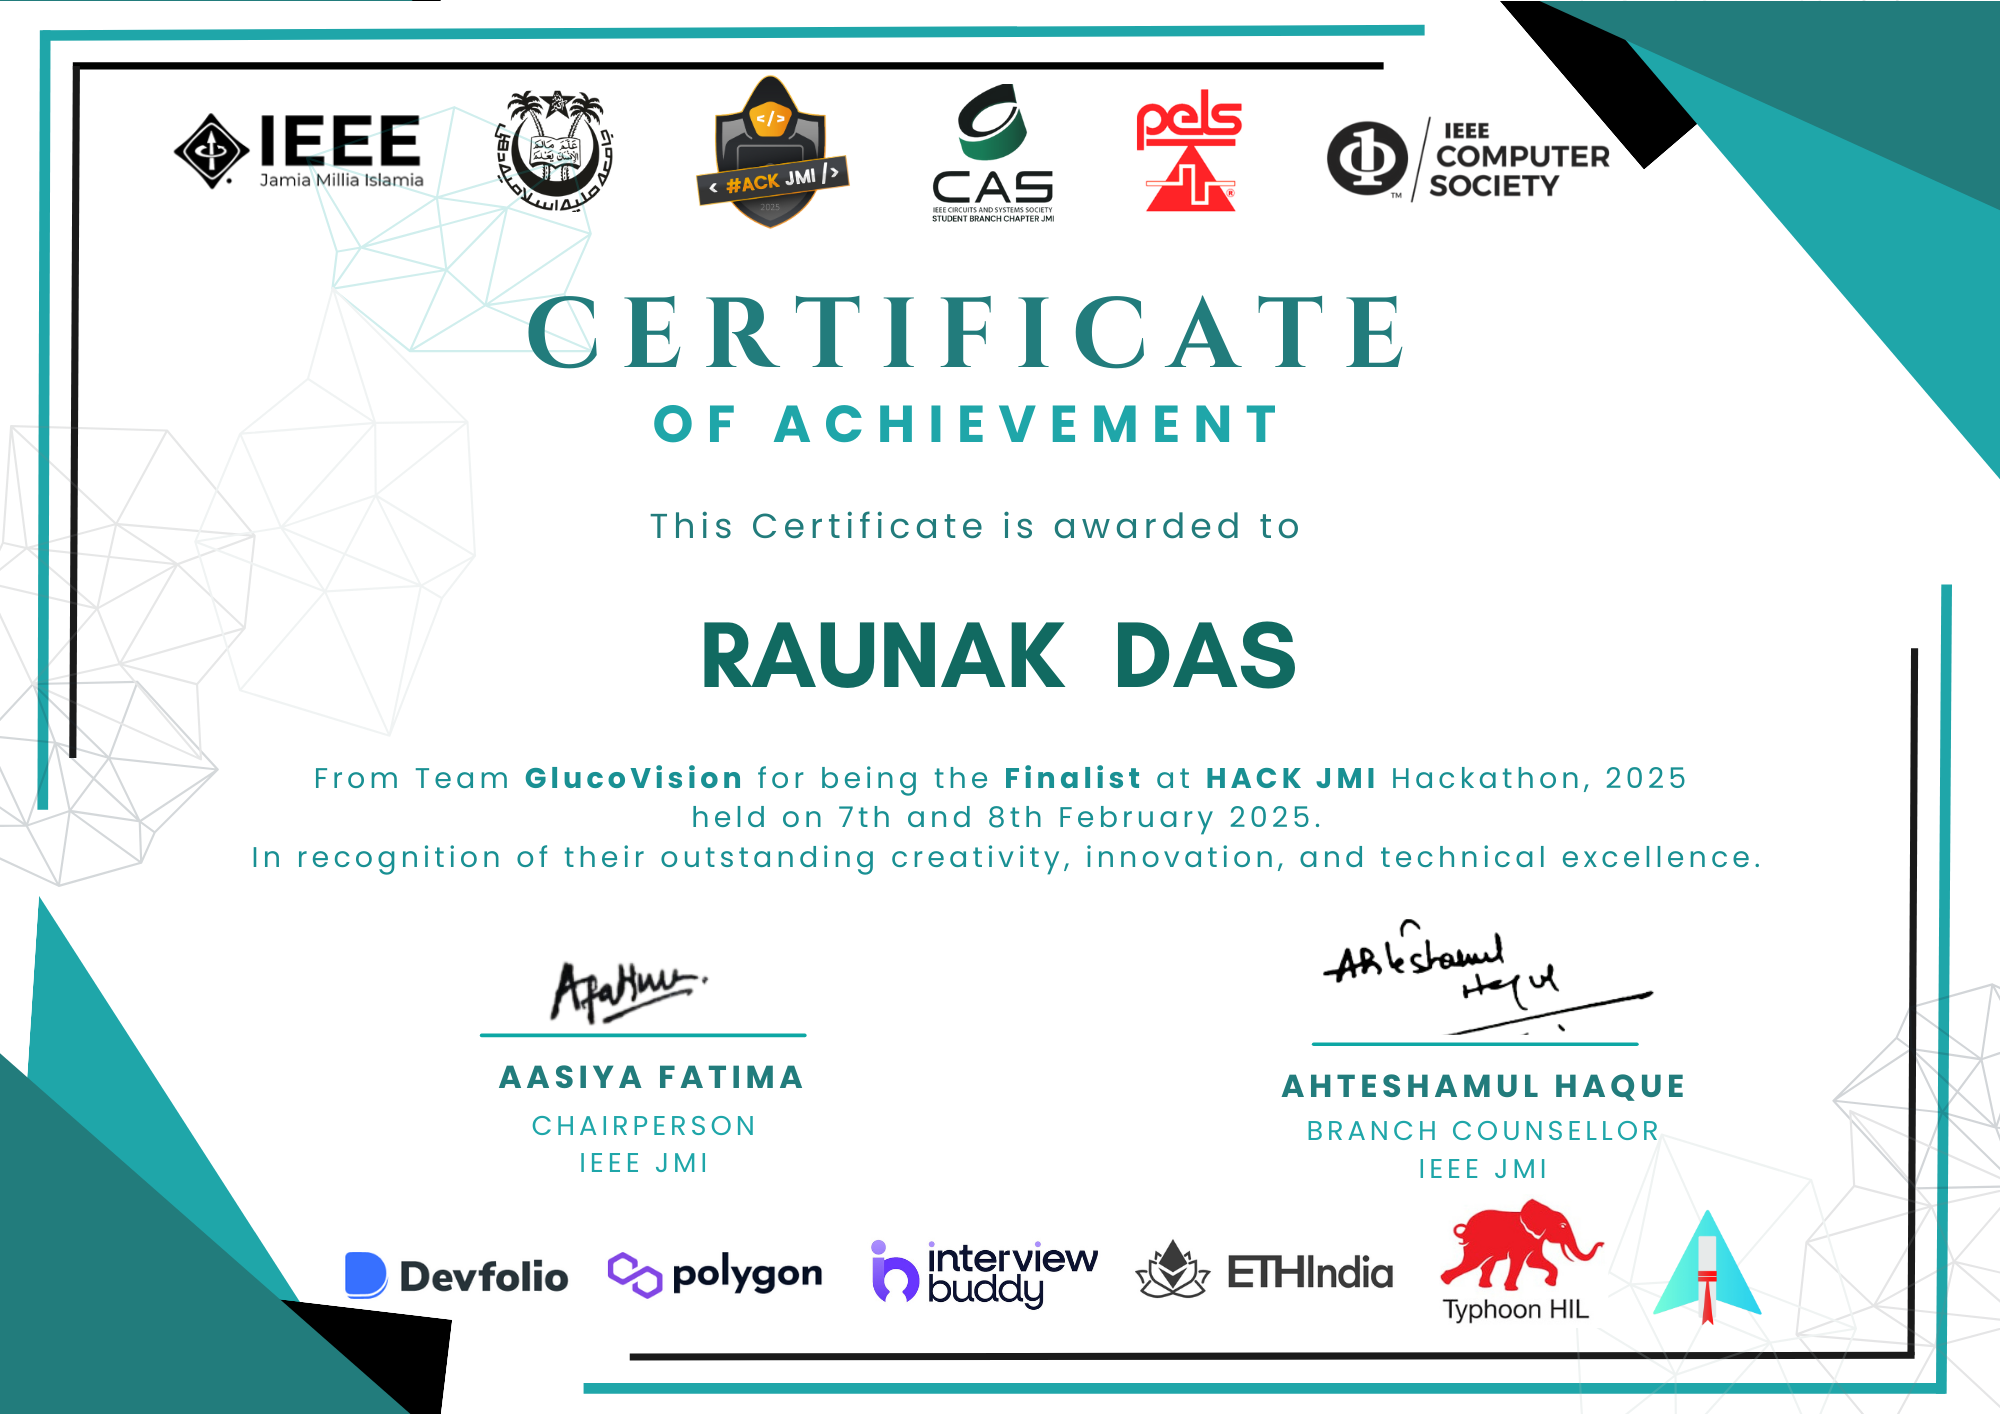 IEEE
Jamia Millia Islamia
</>
< #ACK JMI />
2025
CAS
IEEE CIRCUITS AND SYSTEMS SOCIETY
STUDENT BRANCH CHAPTER JMI
pels
®
IEEE
COMPUTER
SOCIETY
TM
CERTIFICATE
OF ACHIEVEMENT
This Certificate is awarded to
RAUNAK DAS
From Team GlucoVision for being the Finalist at HACK JMI Hackathon, 2025
held on 7th and 8th February 2025.
In recognition of their outstanding creativity, innovation, and technical excellence.
AFatima
Ahteshamul
Haque
AASIYA FATIMA
CHAIRPERSON
IEEE JMI
AHTESHAMUL HAQUE
BRANCH COUNSELLOR
IEEE JMI
Devfolio
polygon
interview
buddy
ETHIndia
Typhoon HIL